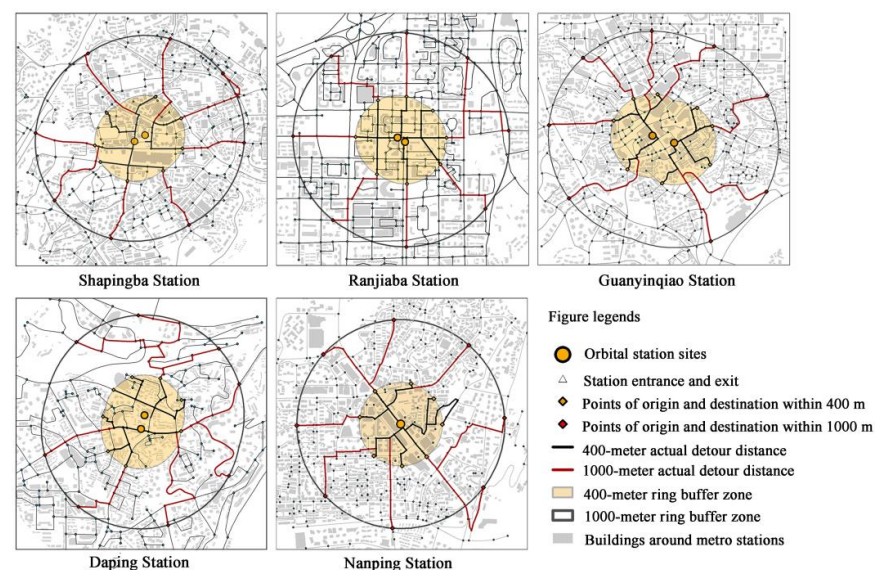 Shapingba Station
Ranjiaba Station
Guanyinqiao Station
Figure legends
Orbital station sites
Station entrance and exit
Points of origin and destination within 400 m
Points of origin and destination within 1000 m
400-meter actual detour distance
1000-meter actual detour distance
400-meter ring buffer zone
1000-meter ring buffer zone
Buildings around metro stations
Daping Station
Nanping Station